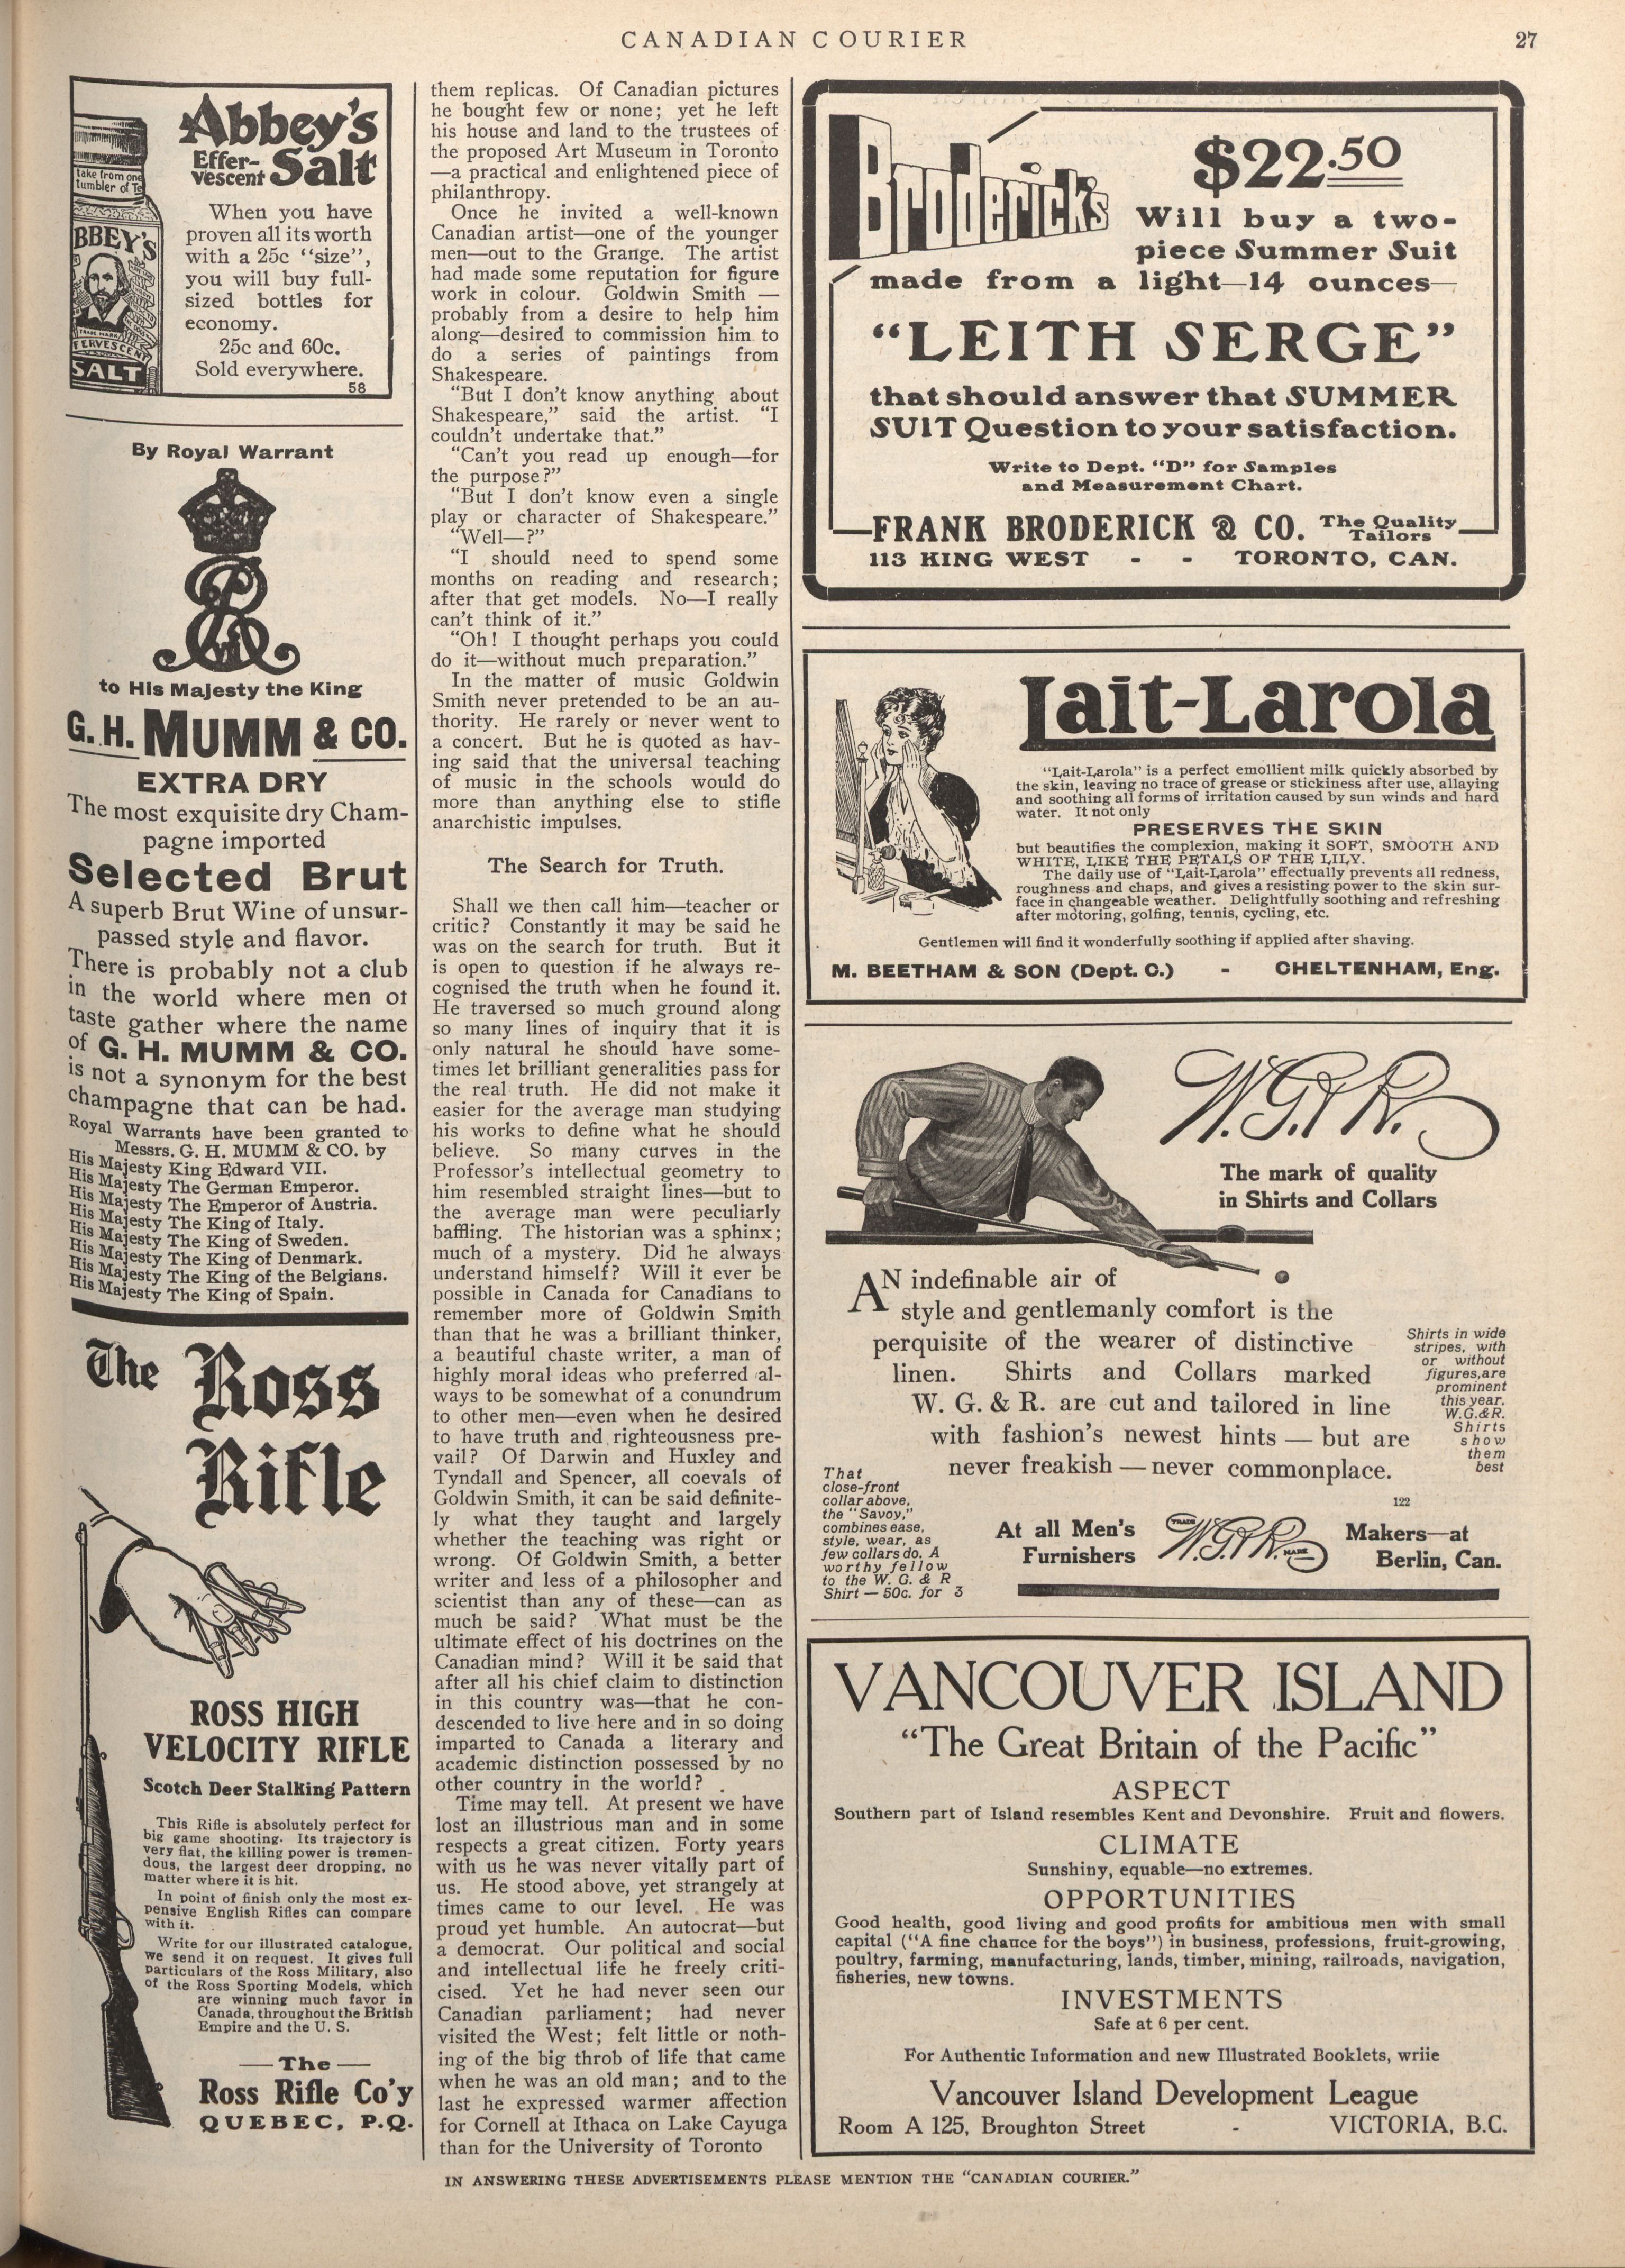 CANADIAN COURIER
27
take from one
tumbler of Te
BBEY'S
TRADE MARK
FERVESCENT
SALT
Abbey's
Effer-
vescent Salt
When you have
proven all its worth
with a 25c "size",
you will buy full-
sized bottles for
economy.
25c and 60c.
Sold everywhere.
58
By Royal Warrant
to His Majesty the King
G. H. MUMM & CO.
EXTRA DRY
The most exquisite dry Cham-
pagne imported
Selected Brut
A superb Brut Wine of unsur-
passed style and flavor.
There is probably not a club
in the world where men of
taste gather where the name
of G. H. MUMM & CO.
is not a synonym for the best
champagne that can be had.
Royal Warrants have been granted to
Messrs. G. H. MUMM & CO. by
His Majesty King Edward VII.
His Majesty The German Emperor.
His Majesty The Emperor of Austria.
His Majesty The King of Italy.
His Majesty The King of Sweden.
His Majesty The King of Denmark.
His Majesty The King of the Belgians.
His Majesty The King of Spain.
The Ross
Rifle
ROSS HIGH
VELOCITY RIFLE
Scotch Deer Stalking Pattern
This Rifle is absolutely perfect for
big game shooting. Its trajectory is
very flat, the killing power is tremen-
dous, the largest deer dropping, no
matter where it is hit.
In point of finish only the most ex-
pensive English Rifles can compare
with it.
Write for our illustrated catalogue,
we send it on request. It gives full
particulars of the Ross Military, also
of the Ross Sporting Models, which
are winning much favor in
Canada, throughout the British
Empire and the U. S.
— The —
Ross Rifle Co'y
QUEBEC, P.Q.
them replicas. Of Canadian pictures
he bought few or none; yet he left
his house and land to the trustees of
the proposed Art Museum in Toronto
—a practical and enlightened piece of
philanthropy.
Once he invited a well-known
Canadian artist—one of the younger
men—out to the Grange. The artist
had made some reputation for figure
work in colour. Goldwin Smith —
probably from a desire to help him
along—desired to commission him to
do a series of paintings from
Shakespeare.
"But I don't know anything about
Shakespeare," said the artist. "I
couldn't undertake that."
"Can't you read up enough—for
the purpose?"
"But I don't know even a single
play or character of Shakespeare."
"Well—?"
"I should need to spend some
months on reading and research;
after that get models. No—I really
can't think of it."
"Oh! I thought perhaps you could
do it—without much preparation."
In the matter of music Goldwin
Smith never pretended to be an au-
thority. He rarely or never went to
a concert. But he is quoted as hav-
ing said that the universal teaching
of music in the schools would do
more than anything else to stifle
anarchistic impulses.
The Search for Truth.
Shall we then call him—teacher or
critic? Constantly it may be said he
was on the search for truth. But it
is open to question if he always re-
cognised the truth when he found it.
He traversed so much ground along
so many lines of inquiry that it is
only natural he should have some-
times let brilliant generalities pass for
the real truth. He did not make it
easier for the average man studying
his works to define what he should
believe. So many curves in the
Professor's intellectual geometry to
him resembled straight lines—but to
the average man were peculiarly
baffling. The historian was a sphinx;
much of a mystery. Did he always
understand himself? Will it ever be
possible in Canada for Canadians to
remember more of Goldwin Smith
than that he was a brilliant thinker,
a beautiful chaste writer, a man of
highly moral ideas who preferred al-
ways to be somewhat of a conundrum
to other men—even when he desired
to have truth and righteousness pre-
vail? Of Darwin and Huxley and
Tyndall and Spencer, all coevals of
Goldwin Smith, it can be said definite-
ly what they taught and largely
whether the teaching was right or
wrong. Of Goldwin Smith, a better
writer and less of a philosopher and
scientist than any of these—can as
much be said? What must be the
ultimate effect of his doctrines on the
Canadian mind? Will it be said that
after all his chief claim to distinction
in this country was—that he con-
descended to live here and in so doing
imparted to Canada a literary and
academic distinction possessed by no
other country in the world?
Time may tell. At present we have
lost an illustrious man and in some
respects a great citizen. Forty years
with us he was never vitally part of
us. He stood above, yet strangely at
times came to our level. He was
proud yet humble. An autocrat—but
a democrat. Our political and social
and intellectual life he freely criti-
cised. Yet he had never seen our
Canadian parliament; had never
visited the West; felt little or noth-
ing of the big throb of life that came
when he was an old man; and to the
last he expressed warmer affection
for Cornell at Ithaca on Lake Cayuga
than for the University of Toronto
Broderick's
$22.50
Will buy a two-
piece Summer Suit
made from a light—14 ounces—
"LEITH SERGE"
that should answer that SUMMER
SUIT Question to your satisfaction.
Write to Dept. "D" for Samples
and Measurement Chart.
FRANK BRODERICK & CO. The Quality
Tailors
113 KING WEST - - TORONTO, CAN.
Lait-Larola
"Lait-Larola" is a perfect emollient milk quickly absorbed by
the skin, leaving no trace of grease or stickiness after use, allaying
and soothing all forms of irritation caused by sun winds and hard
water. It not only
PRESERVES THE SKIN
but beautifies the complexion, making it SOFT, SMOOTH AND
WHITE, LIKE THE PETALS OF THE LILY.
The daily use of "Lait-Larola" effectually prevents all redness,
roughness and chaps, and gives a resisting power to the skin sur-
face in changeable weather. Delightfully soothing and refreshing
after motoring, golfing, tennis, cycling, etc.
Gentlemen will find it wonderfully soothing if applied after shaving.
M. BEETHAM & SON (Dept. C.) - CHELTENHAM, Eng.
W.G.&R.
The mark of quality
in Shirts and Collars
AN indefinable air of
style and gentlemanly comfort is the
perquisite of the wearer of distinctive
linen. Shirts and Collars marked
W. G. & R. are cut and tailored in line
with fashion's newest hints — but are
never freakish — never commonplace.
Shirts in wide
stripes, with
or without
figures,are
prominent
this year.
W.G.&R.
Shirts
show
them
best
That
close-front
collar above,
the "Savoy,"
combines ease,
style, wear, as
few collars do. A
worthy fellow
to the W. G. & R
Shirt — 50c. for 3
122
At all Men's
Furnishers
TRADE
W.G.&R.
MARK
Makers—at
Berlin, Can.
VANCOUVER ISLAND
"The Great Britain of the Pacific"
ASPECT
Southern part of Island resembles Kent and Devonshire. Fruit and flowers.
CLIMATE
Sunshiny, equable—no extremes.
OPPORTUNITIES
Good health, good living and good profits for ambitious men with small
capital ("A fine chance for the boys") in business, professions, fruit-growing,
poultry, farming, manufacturing, lands, timber, mining, railroads, navigation,
fisheries, new towns.
INVESTMENTS
Safe at 6 per cent.
For Authentic Information and new Illustrated Booklets, wriie
Vancouver Island Development League
Room A 125, Broughton Street - VICTORIA, B.C.
IN ANSWERING THESE ADVERTISEMENTS PLEASE MENTION THE "CANADIAN COURIER."